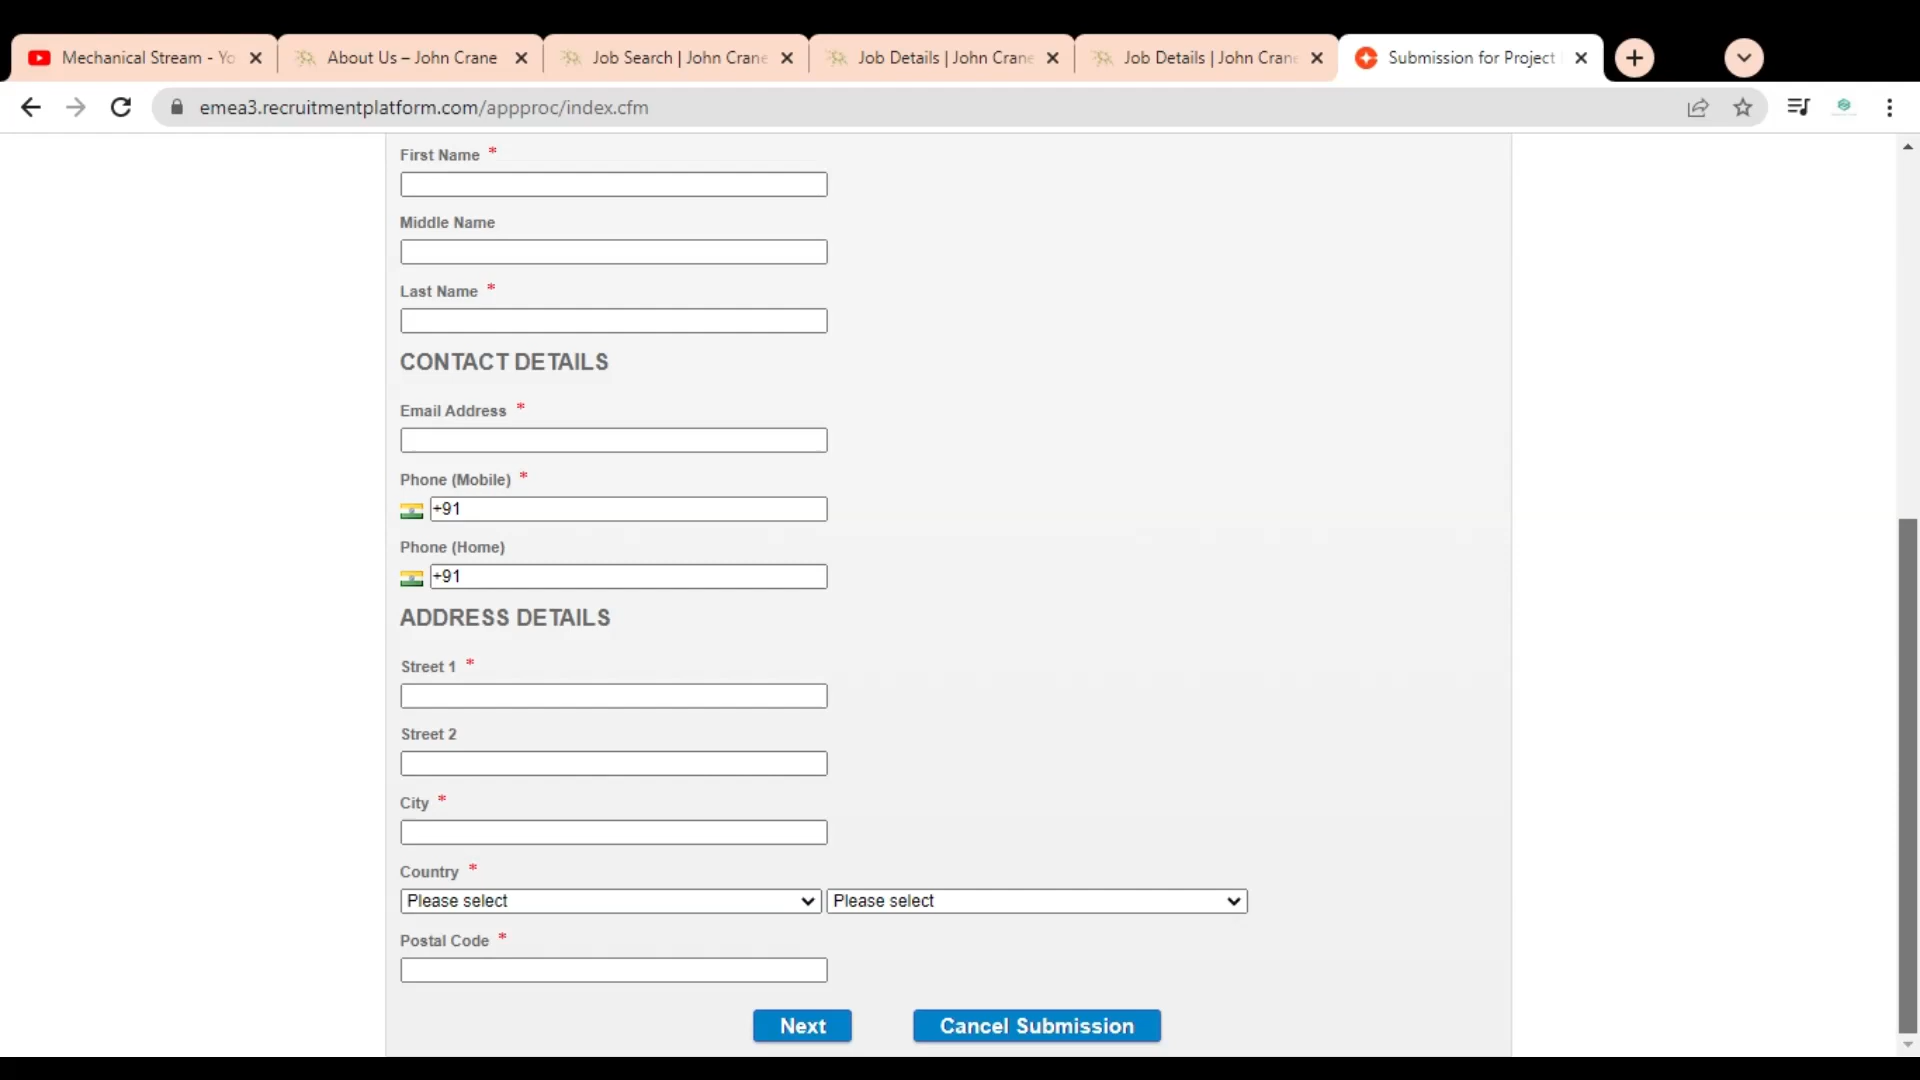 Mechanical Stream - Yo
About Us – John Crane
Job Search | John Crane
Job Details | John Crane
Job Details | John Crane
Submission for Project
emea3.recruitmentplatform.com/appproc/index.cfm
First Name *
Middle Name
Last Name *
CONTACT DETAILS
Email Address *
Phone (Mobile) *
+91
Phone (Home)
+91
ADDRESS DETAILS
Street 1 *
Street 2
City *
Country *
Please select Please select
Postal Code *
Next Cancel Submission